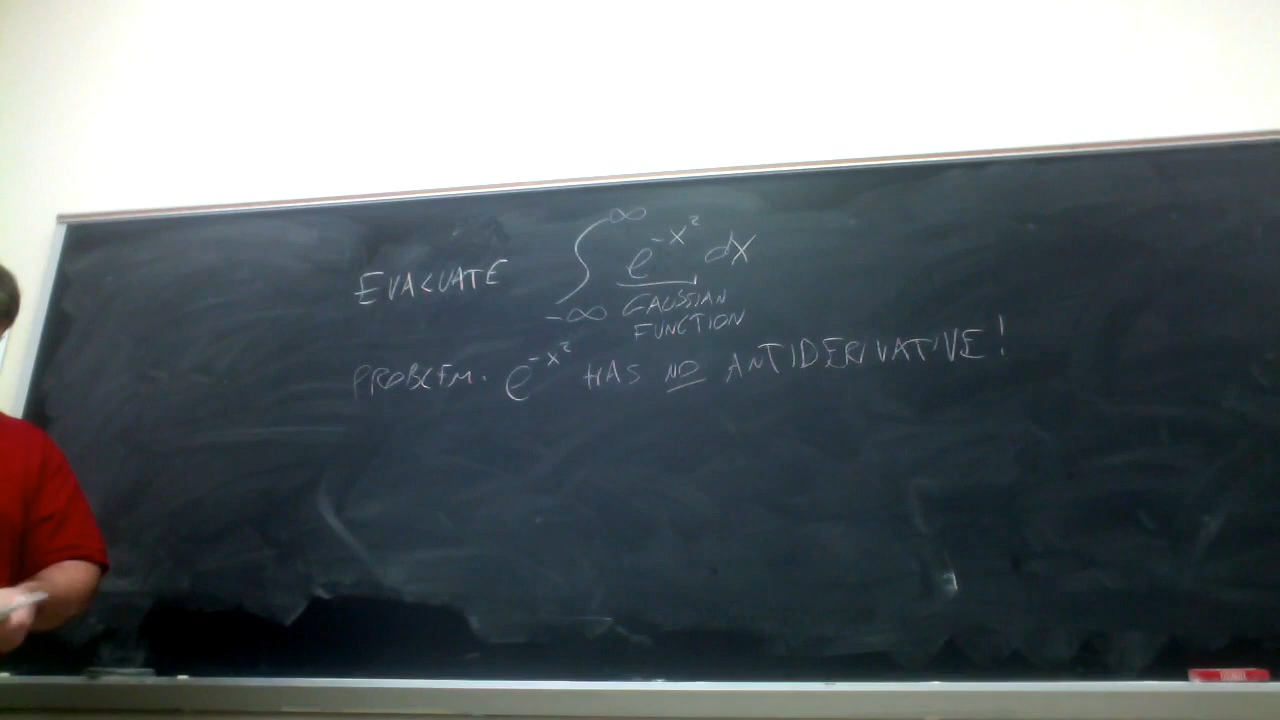 EVALUATE ∫_{-∞}^{∞} e^{-x²} dx
GAUSSIAN
FUNCTION
PROBLEM. e^{-x²} HAS NO ANTIDERIVATIVE!